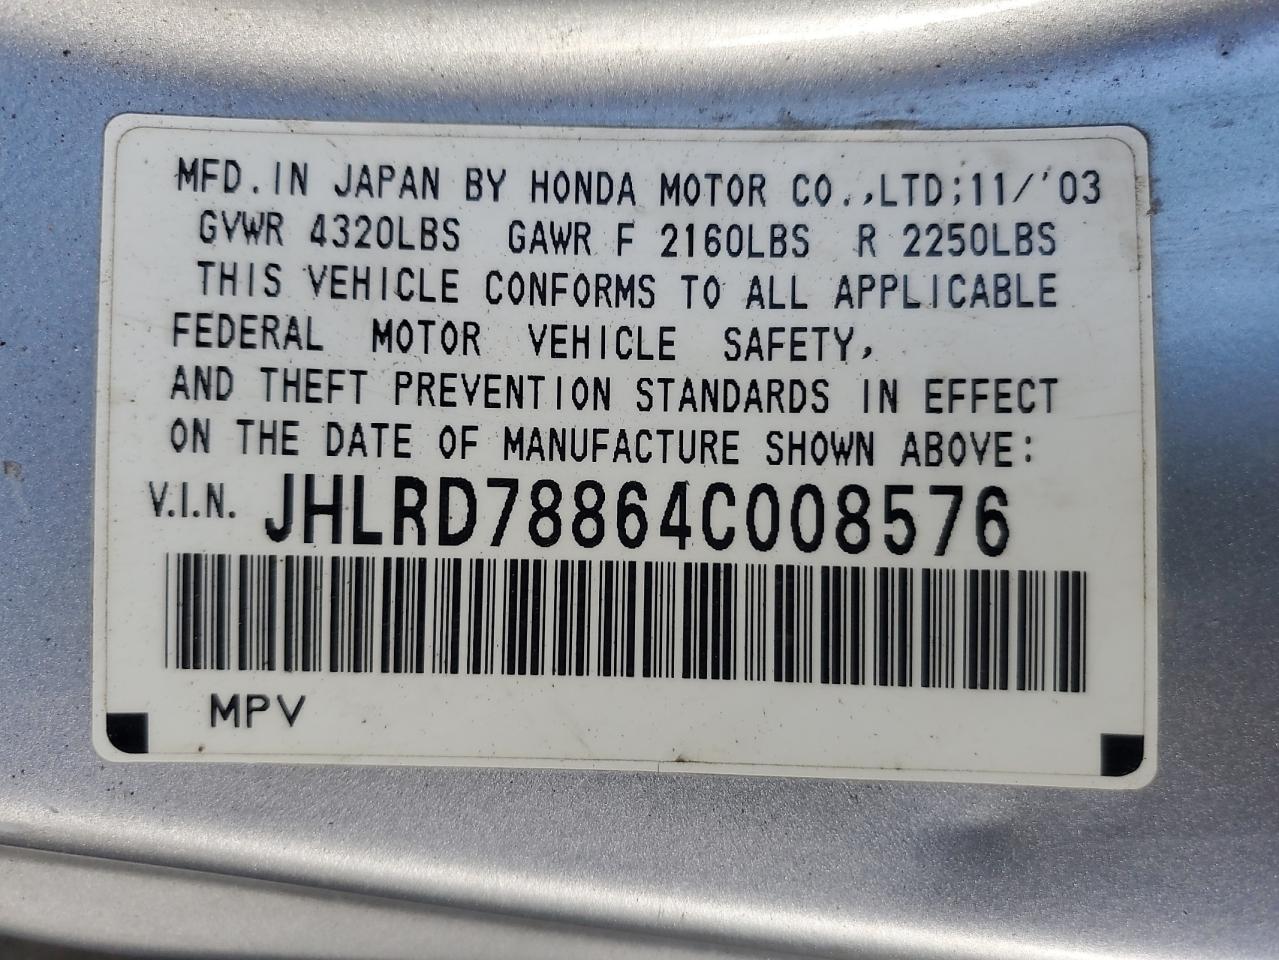 MFD. IN JAPAN BY HONDA MOTOR CO.,LTD;11/'03
GVWR 4320LBS GAWR F 2160LBS R 2250LBS
THIS VEHICLE CONFORMS TO ALL APPLICABLE
FEDERAL MOTOR VEHICLE SAFETY,
AND THEFT PREVENTION STANDARDS IN EFFECT
ON THE DATE OF MANUFACTURE SHOWN ABOVE:
V.I.N. JHLRD78864C008576
MPV